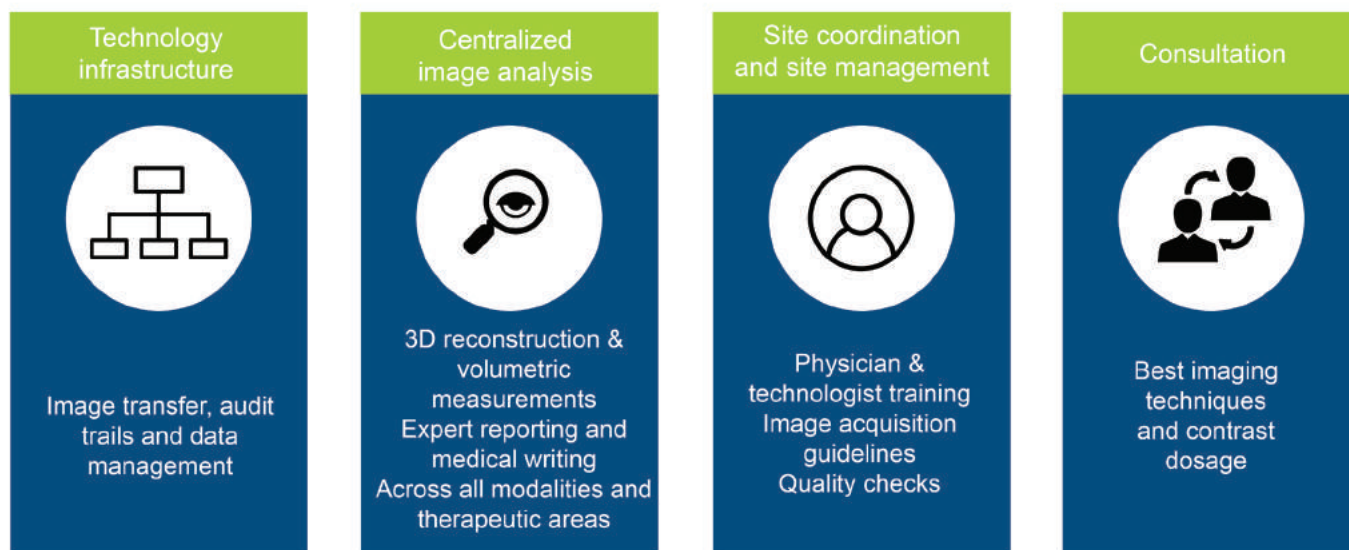 Technology
infrastructure
Image transfer, audit
trails and data
management
Centralized
image analysis
3D reconstruction &
volumetric
measurements
Expert reporting and
medical writing
Across all modalities and
therapeutic areas
Site coordination
and site management
Physician &
technologist training
Image acquisition
guidelines
Quality checks
Consultation
Best imaging
techniques
and contrast
dosage